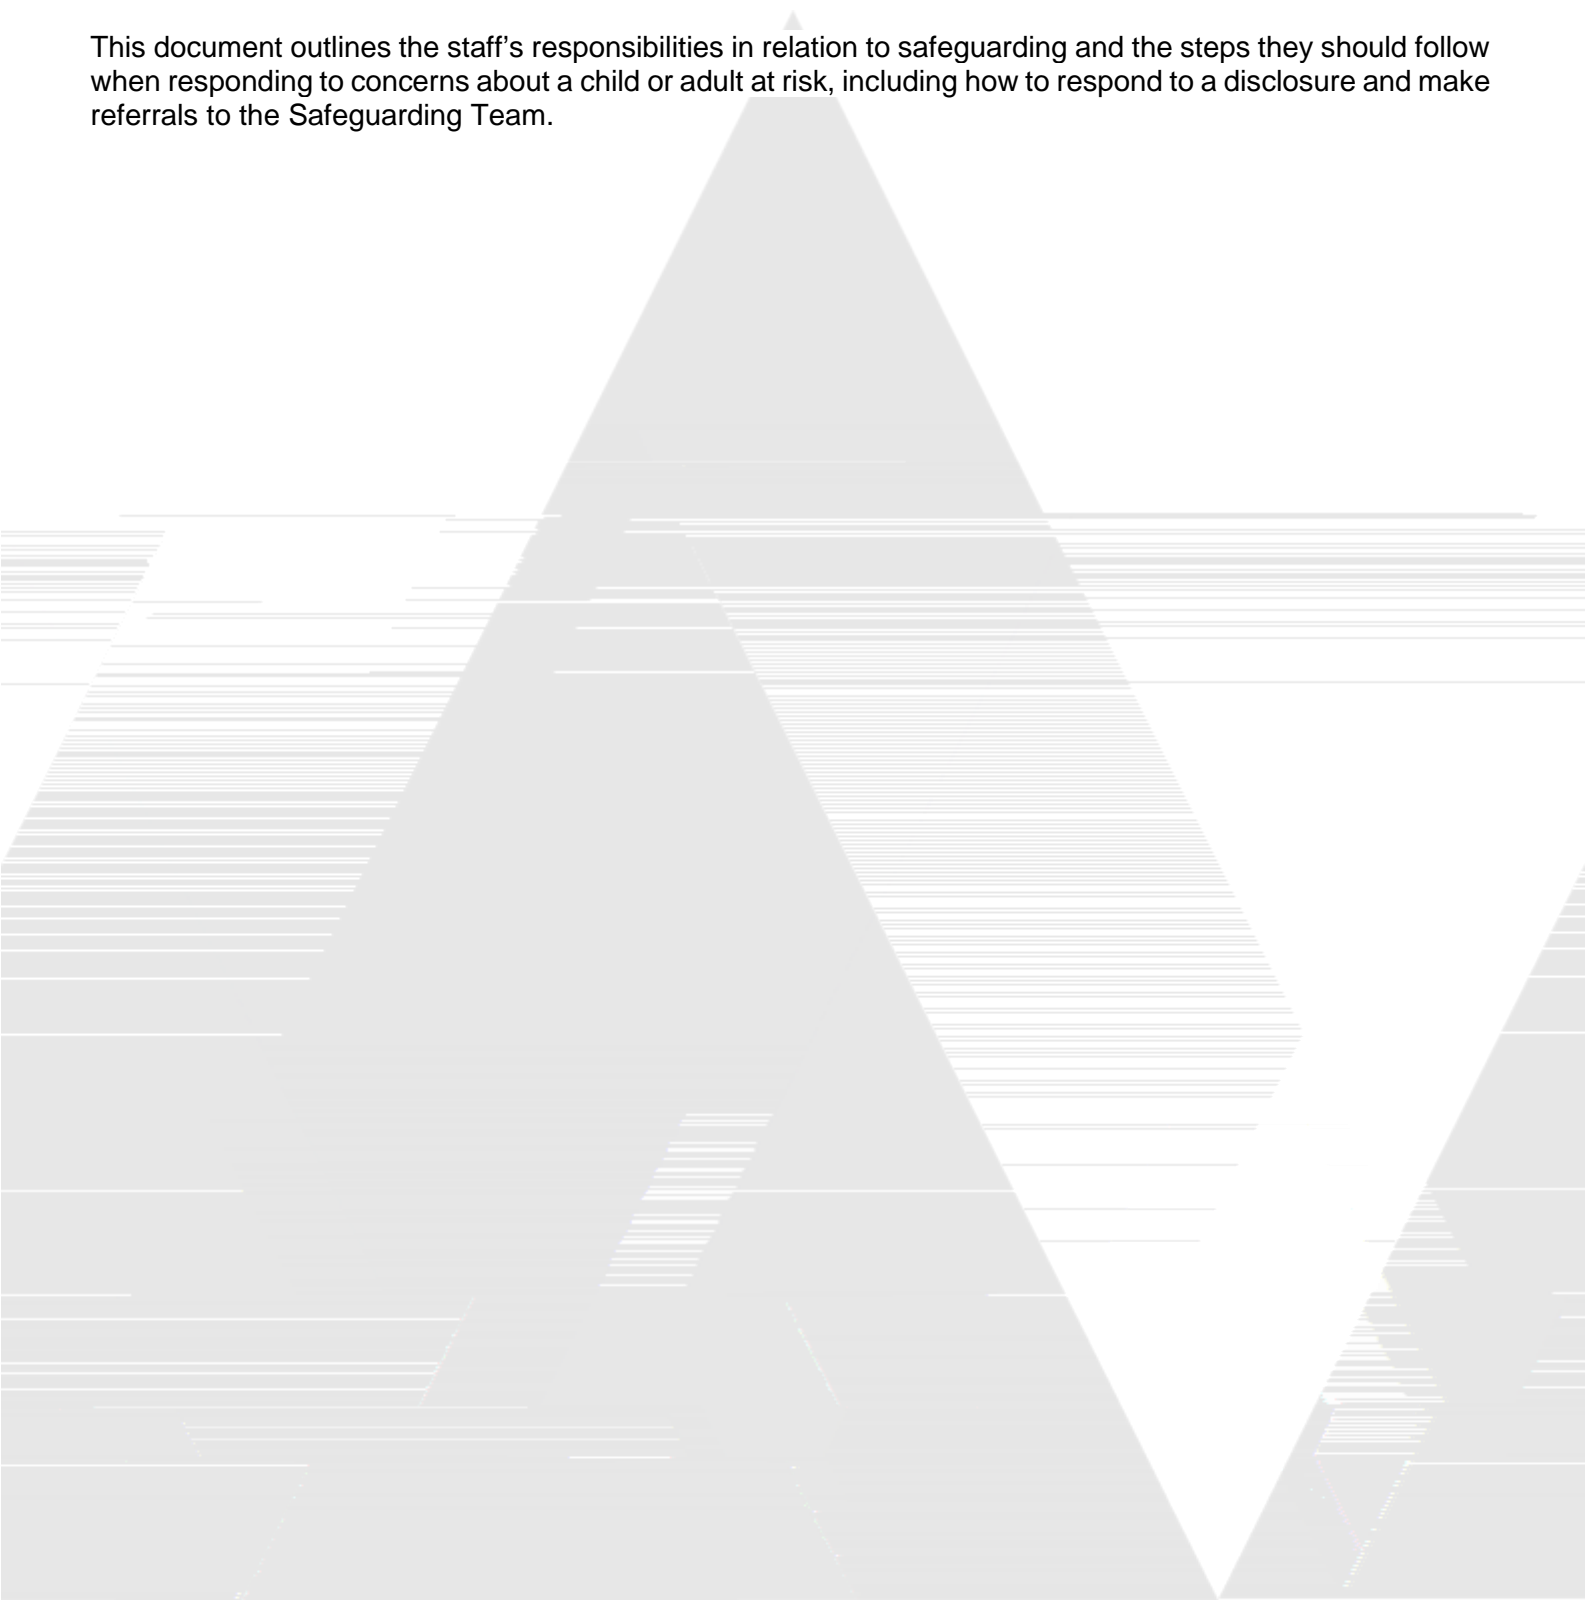 This document outlines the staff’s responsibilities in relation to safeguarding and the steps they should follow
when responding to concerns about a child or adult at risk, including how to respond to a disclosure and make
referrals to the Safeguarding Team.